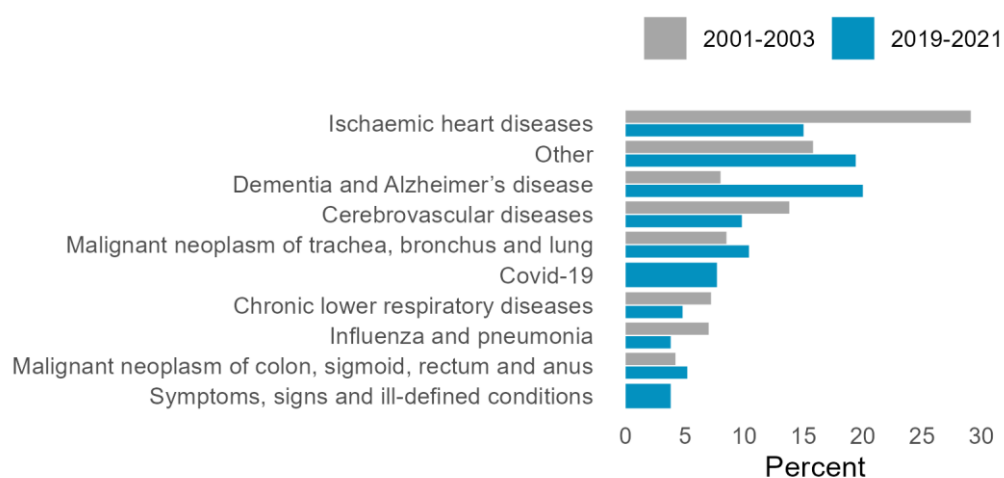 2001-2003 2019-2021
Ischaemic heart diseases
Other
Dementia and Alzheimer’s disease
Cerebrovascular diseases
Malignant neoplasm of trachea, bronchus and lung
Covid-19
Chronic lower respiratory diseases
Influenza and pneumonia
Malignant neoplasm of colon, sigmoid, rectum and anus
Symptoms, signs and ill-defined conditions
0 5 10 15 20 25 30
Percent